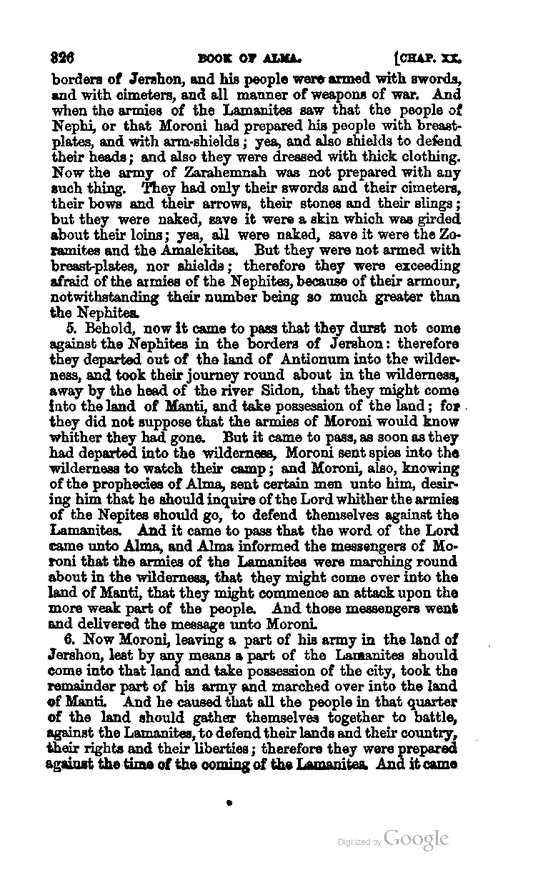 326 BOOK OF ALMA. [CHAP. XX.
borders of Jershon, and his people were armed with swords,
and with cimeters, and all manner of weapons of war. And
when the armies of the Lamanites saw that the people of
Nephi, or that Moroni had prepared his people with breast-
plates, and with arm-shields; yea, and also shields to defend
their heads; and also they were dressed with thick clothing.
Now the army of Zarahemnah was not prepared with any
such thing. They had only their swords and their cimeters,
their bows and their arrows, their stones and their slings;
but they were naked, save it were a skin which was girded
about their loins; yea, all were naked, save it were the Zo-
ramites and the Amalekites. But they were not armed with
breast-plates, nor shields; therefore they were exceeding
afraid of the armies of the Nephites, because of their armour,
notwithstanding their number being so much greater than
the Nephites.
5. Behold, now it came to pass that they durst not come
against the Nephites in the borders of Jershon: therefore
they departed out of the land of Antionum into the wilder-
ness, and took their journey round about in the wilderness,
away by the head of the river Sidon, that they might come
into the land of Manti, and take possession of the land; for
they did not suppose that the armies of Moroni would know
whither they had gone. But it came to pass, as soon as they
had departed into the wilderness, Moroni sent spies into the
wilderness to watch their camp; and Moroni, also, knowing
of the prophecies of Alma, sent certain men unto him, desir-
ing him that he should inquire of the Lord whither the armies
of the Nepites should go, to defend themselves against the
Lamanites. And it came to pass that the word of the Lord
came unto Alma, and Alma informed the messengers of Mo-
roni that the armies of the Lamanites were marching round
about in the wilderness, that they might come over into the
land of Manti, that they might commence an attack upon the
more weak part of the people. And those messengers went
and delivered the message unto Moroni.
6. Now Moroni, leaving a part of his army in the land of
Jershon, lest by any means a part of the Lamanites should
come into that land and take possession of the city, took the
remainder part of his army and marched over into the land
of Manti. And he caused that all the people in that quarter
of the land should gather themselves together to battle,
against the Lamanites, to defend their lands and their country,
their rights and their liberties; therefore they were prepared
against the time of the coming of the Lamanites. And it came
Digitized by Google